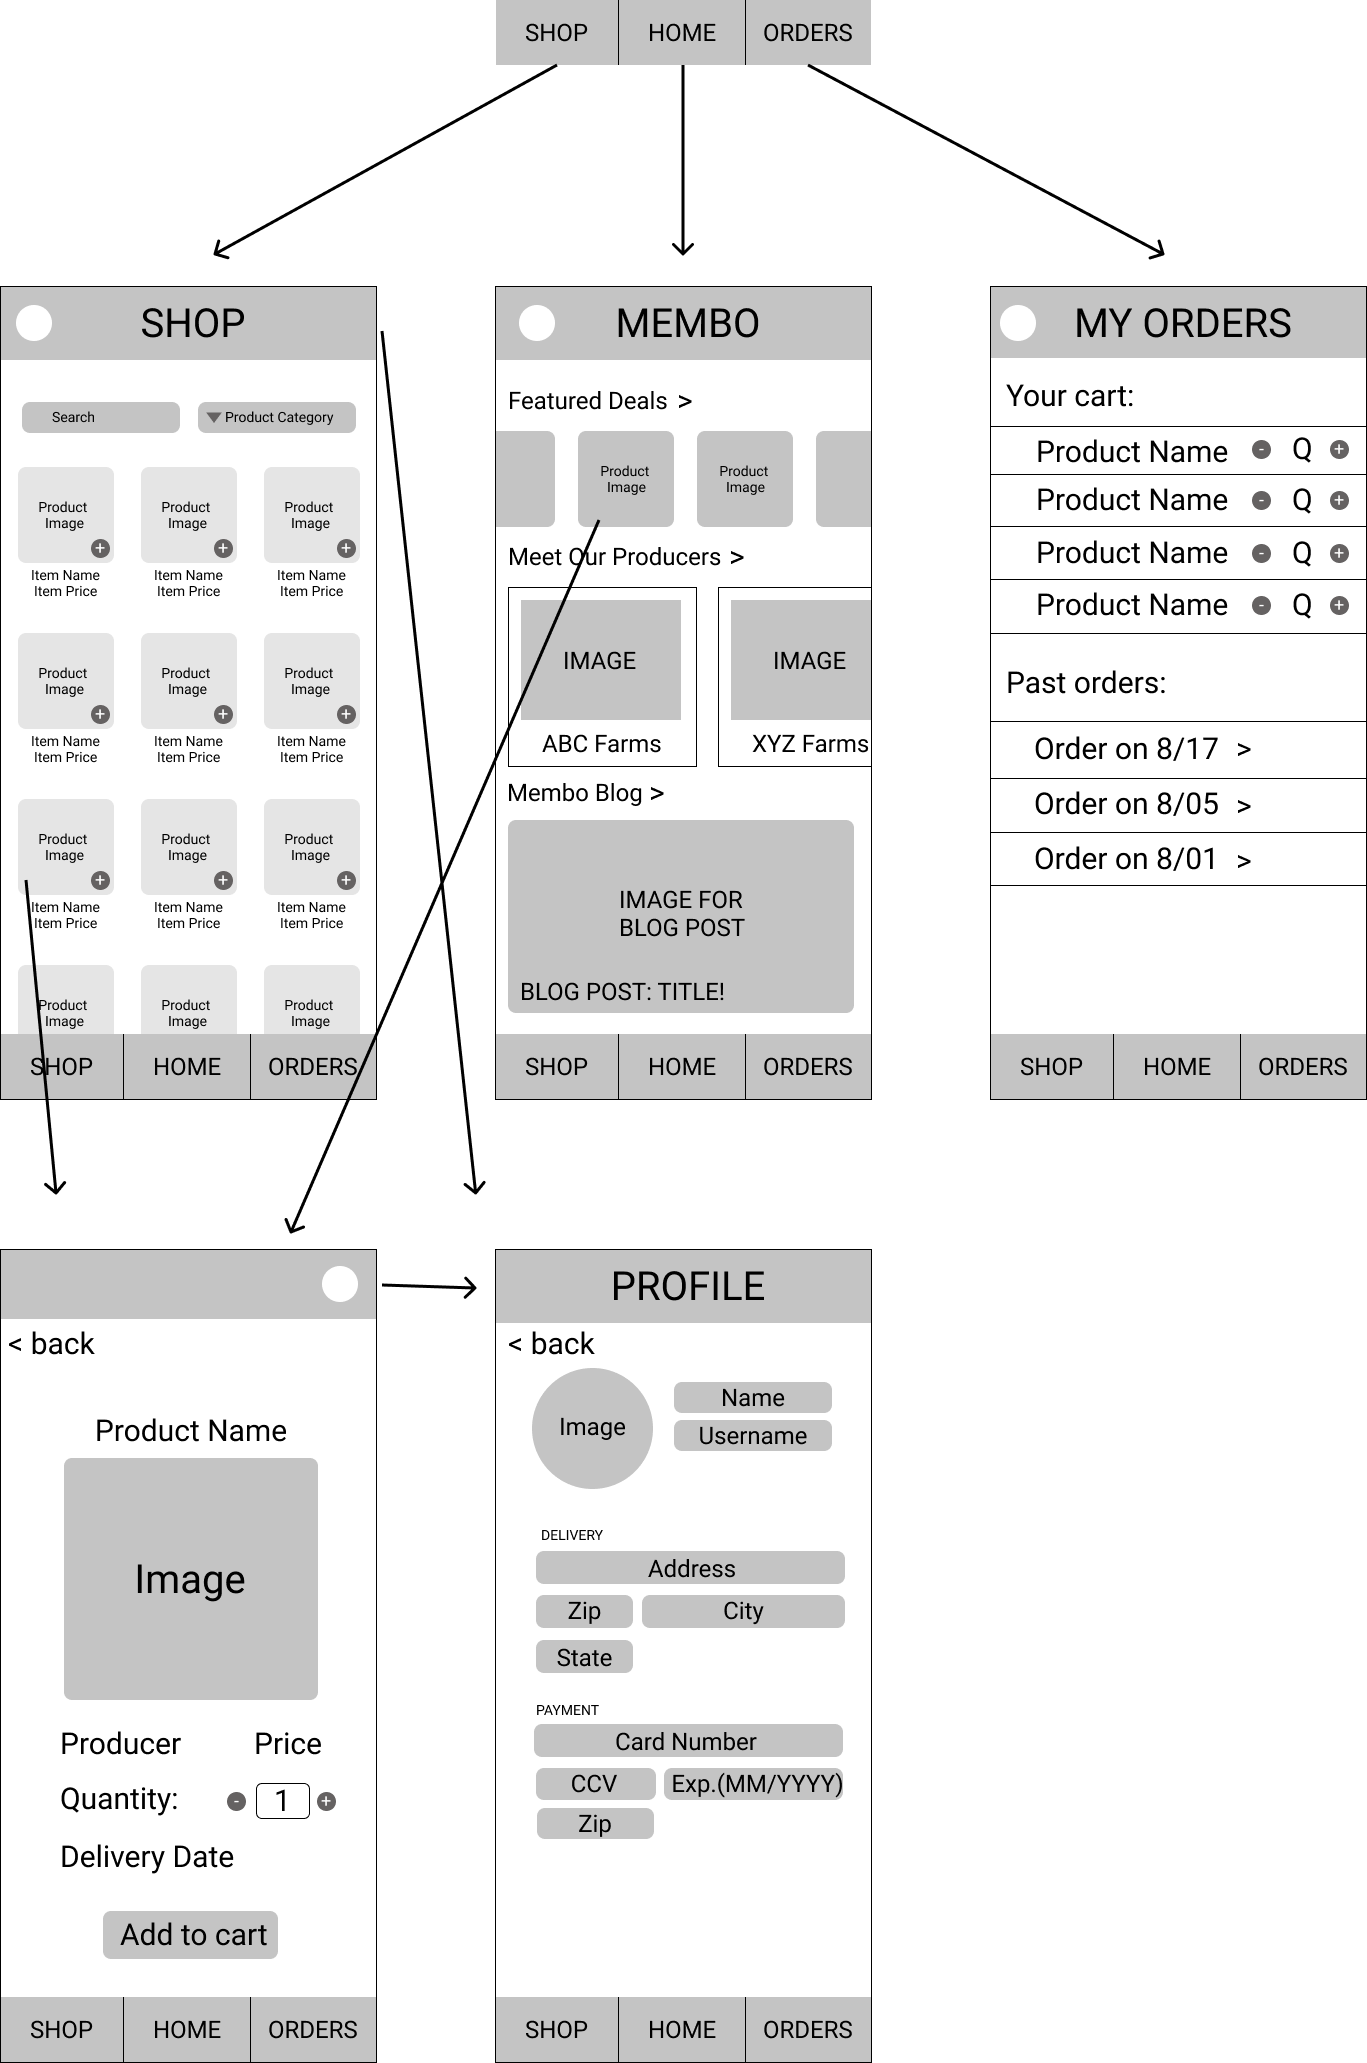 SHOP HOME ORDERS
SHOP
Search Product Category
Product Image Product Image Product Image
+ + +
Item Name Item Name Item Name
Item Price Item Price Item Price
Product Image Product Image Product Image
+ + +
Item Name Item Name Item Name
Item Price Item Price Item Price
Product Image Product Image Product Image
+ + +
Item Name Item Name Item Name
Item Price Item Price Item Price
Product Image Product Image Product Image
SHOP HOME ORDERS
MEMBO
Featured Deals >
Product Image Product Image
Meet Our Producers >
IMAGE IMAGE
ABC Farms XYZ Farms
Membo Blog >
IMAGE FOR
BLOG POST
BLOG POST: TITLE!
SHOP HOME ORDERS
MY ORDERS
Your cart:
Product Name - Q +
Product Name - Q +
Product Name - Q +
Product Name - Q +
Past orders:
Order on 8/17 >
Order on 8/05 >
Order on 8/01 >
SHOP HOME ORDERS
< back
Product Name
Image
Producer Price
Quantity: - 1 +
Delivery Date
Add to cart
SHOP HOME ORDERS
PROFILE
< back
Image
Name
Username
DELIVERY
Address
Zip City
State
PAYMENT
Card Number
CCV Exp.(MM/YYYY)
Zip
SHOP HOME ORDERS